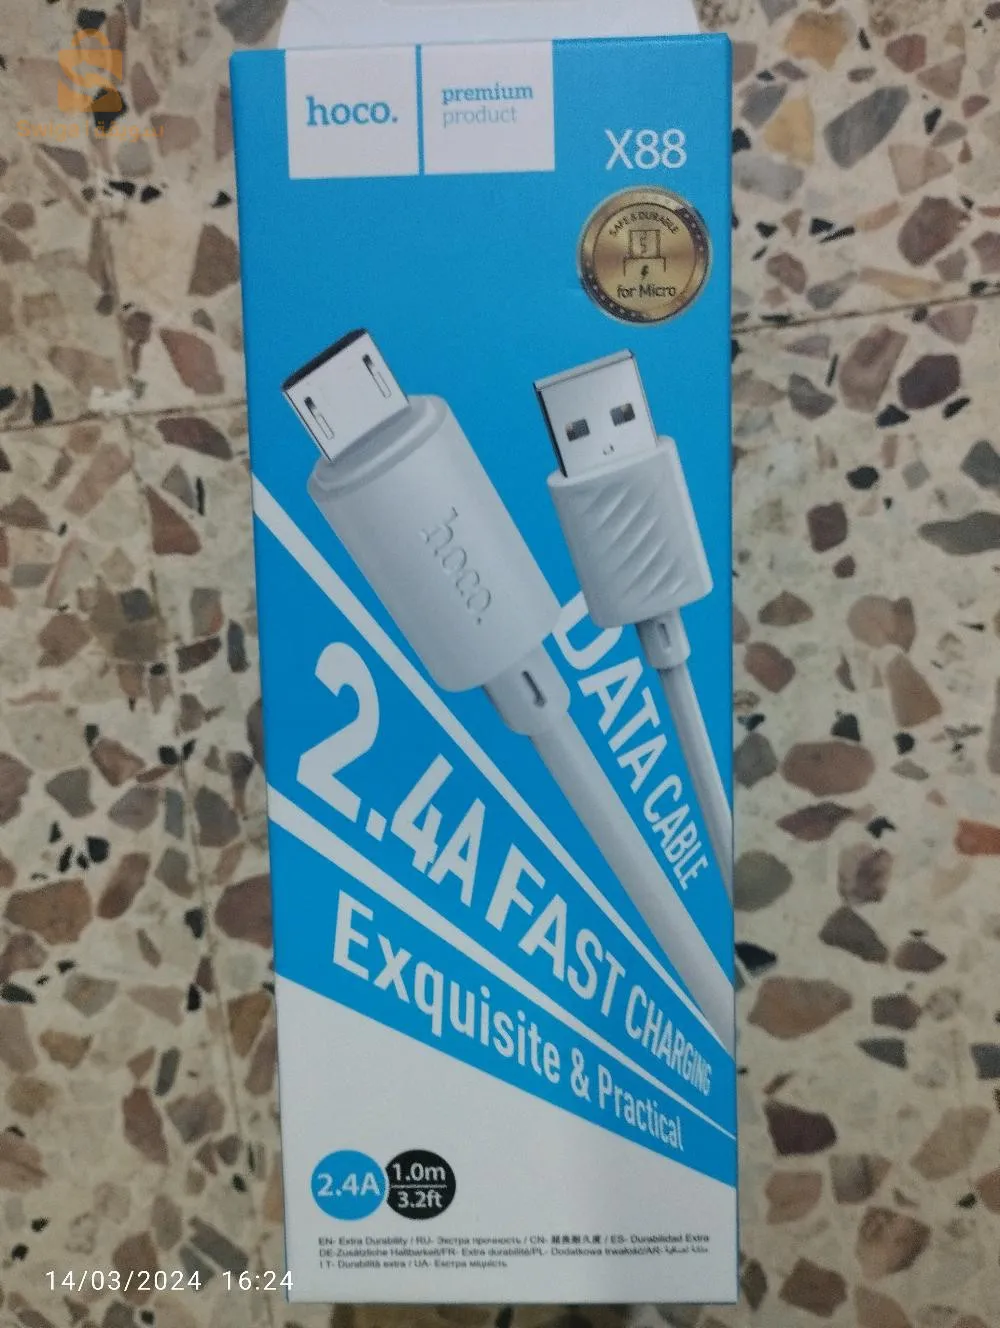 hoco.
premium
product
X88
SAFE & DURABLE
for Micro
hoco.
DATA CABLE
2.4A FAST CHARGING
Exquisite & Practical
2.4A
1.0m
3.2ft
EN- Extra Durability / RU- Экстра прочность / CN- 超换耐久度 / ES- Durabilidad Extra
DE-Zusätzliche Haltbarkeit/FR- Extra durabilité/PL- Dodatkowa trwałość/AR-
IT- Durabilità extra / UA- Екстра міцність
14/03/2024 16:24